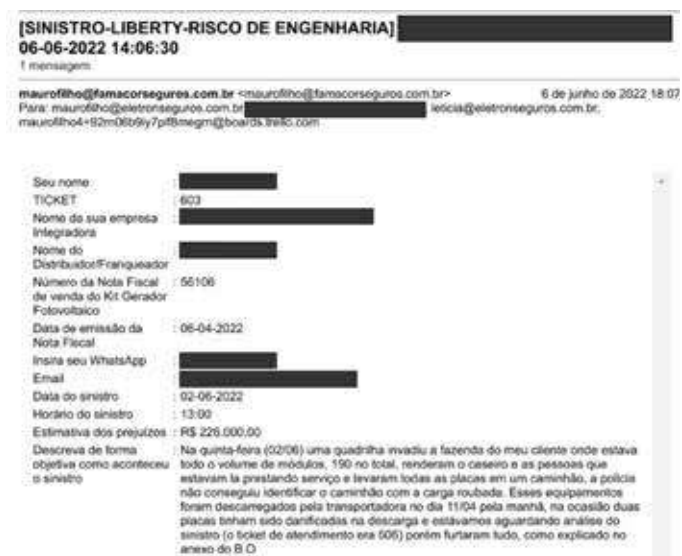 [SINISTRO-LIBERTY-RISCO DE ENGENHARIA]
06-06-2022 14:06:30
1 mensagem
maurofilho@famacorseguros.com.br <maurofilho@famacorseguros.com.br> 6 de junho de 2022 18:07
Para: maurofilho@eletronseguros.com.br leticia@eletronseguros.com.br,
Seu nome :
TICKET : 603
Nome da sua empresa :
Integradora
Nome do :
Distribuidor/Franqueador
Número da Nota Fiscal : 56106
de venda do Kit Gerador
Fotovoltaico
Data de emissão da : 06-04-2022
Nota Fiscal
Insira seu WhatsApp :
Email :
Data do sinistro : 02-06-2022
Horário do sinistro : 13:00
Estimativa dos prejuízos : R$ 226.000,00
Descreva de forma : Na quinta-feira (02/06) uma quadrilha invadiu a fazenda do meu cliente onde estava
objetiva como aconteceu todo o volume de módulos, 190 no total, renderam o caseiro e as pessoas que
o sinistro estavam la prestando serviço e levaram todas as placas em um caminhão, a policia
não conseguiu identificar o caminhão com a carga roubada. Esses equipamentos
foram descarregados pela transportadora no dia 11/04 pela manhã, na ocasião duas
placas tinham sido danificadas na descarga e estávamos aguardando análise do
sinistro (o ticket de atendimento era 506) porém furtaram tudo, como explicado no
anexo do B.O